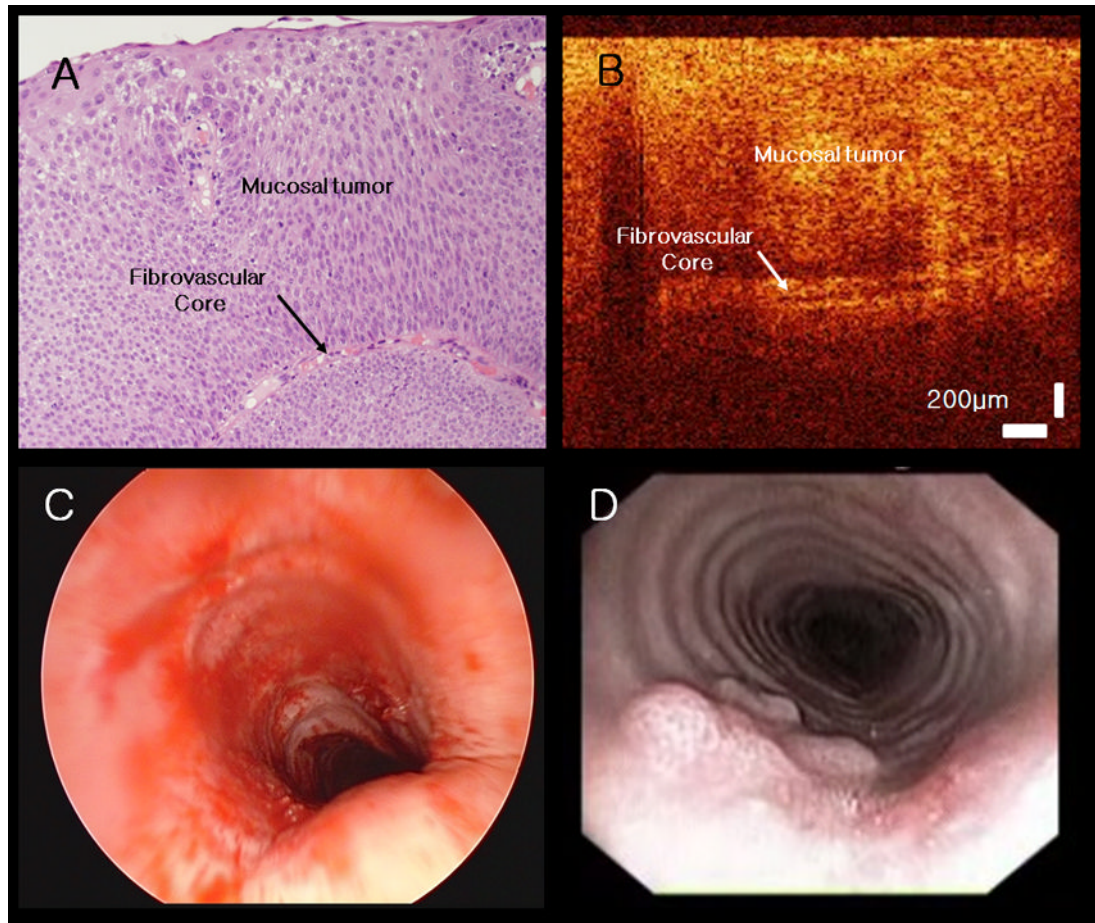 A
Mucosal tumor
Fibrovascular
Core
B
Mucosal tumor
Fibrovascular
Core
200μm
C
D